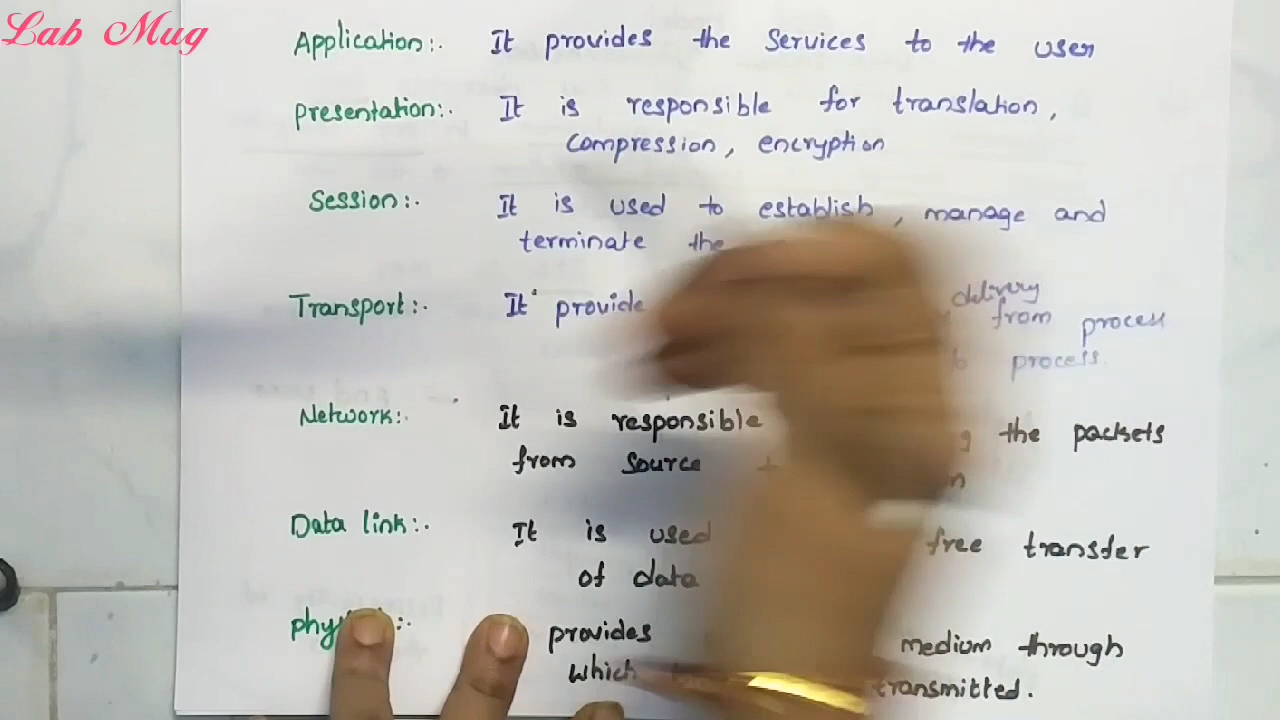 Lab Mug
Application:. It provides the services to the user
presentation:. It is responsible for translation,
compression, encryption
Session:. It is used to establish, manage and
terminate the
Transport:. It provide delivery
from process
process.
Network:. It is responsible the packets
from source
Data link:. It is used free transfer
of data
provides medium through
which transmitted.